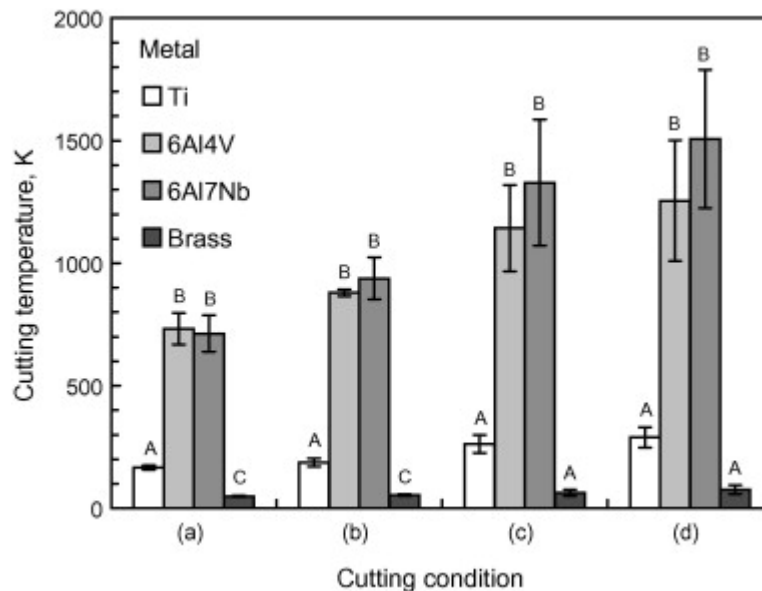 2000
1500
1000
500
0
Cutting temperature, K
Metal
Ti
6Al4V
6Al7Nb
Brass
A B B C
A B B C
A B B A
A B B A
(a) (b) (c) (d)
Cutting condition